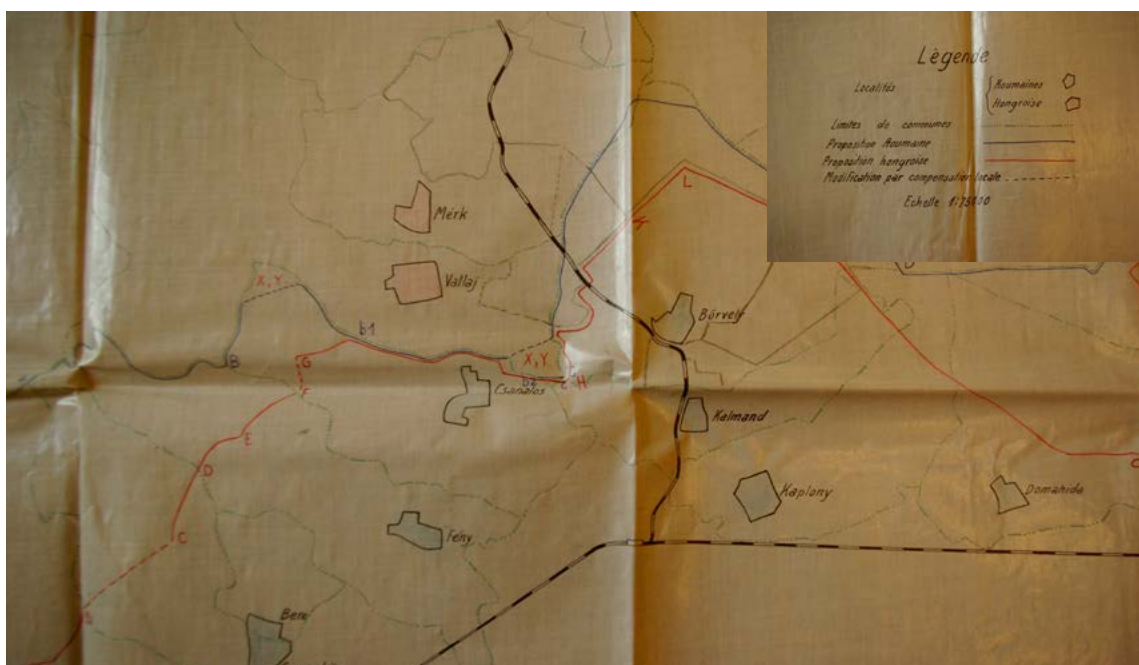 Lègende
Localités
Roumaines
Hongroise
Limites de communes
Proposition Roumaine
Proposition hongroise
Modification par compensation locale
Echelle 1:75000
L
Mérk
Vallaj
X, Y
Börvely
b1
B
G
X, Y
H
Csanalos
Kalmand
E
D
Kaplony
Domahida
C
Fény
Bere